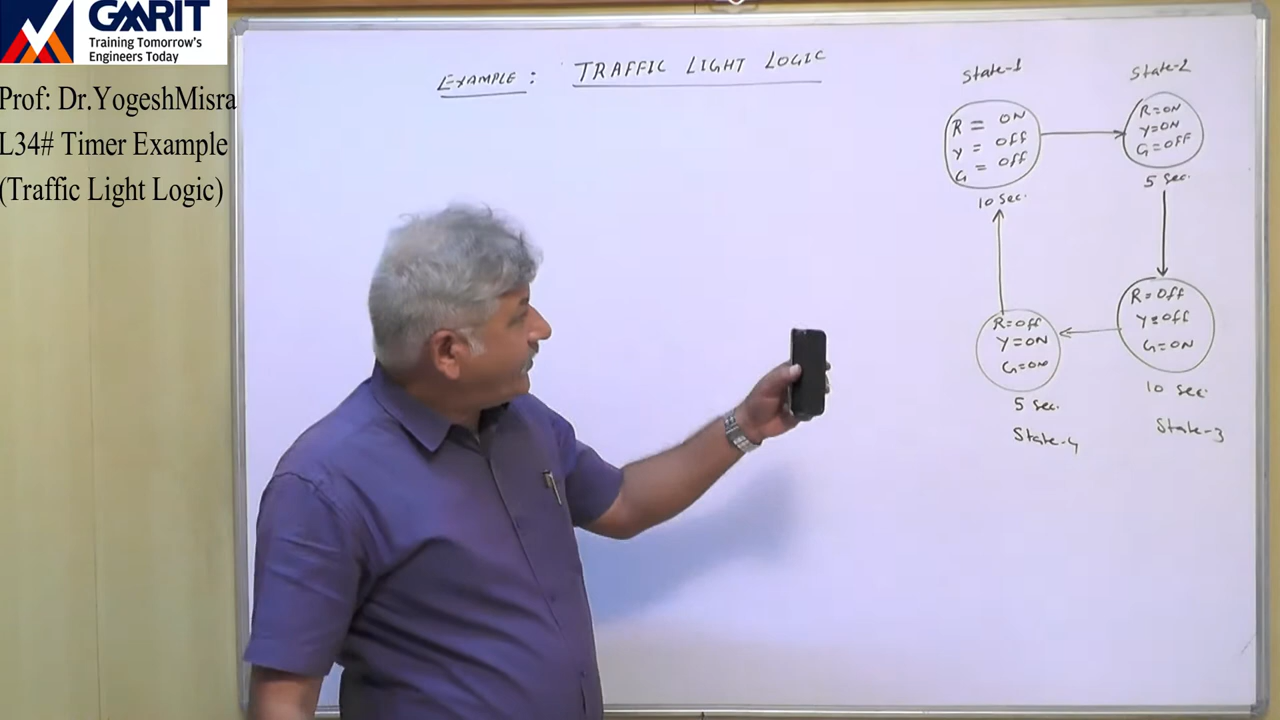 GMRIT
Training Tomorrow's
Engineers Today
Prof: Dr.YogeshMisra
L34# Timer Example
(Traffic Light Logic)
EXAMPLE : TRAFFIC LIGHT LOGIC
State-1
R = ON
Y = OFF
G = OFF
10 Sec.
State-2
R=ON
Y=ON
G=OFF
5 Sec.
R=OFF
Y=OFF
G=ON
10 Sec.
State-3
R=OFF
Y=ON
G=ON
5 Sec.
State-4